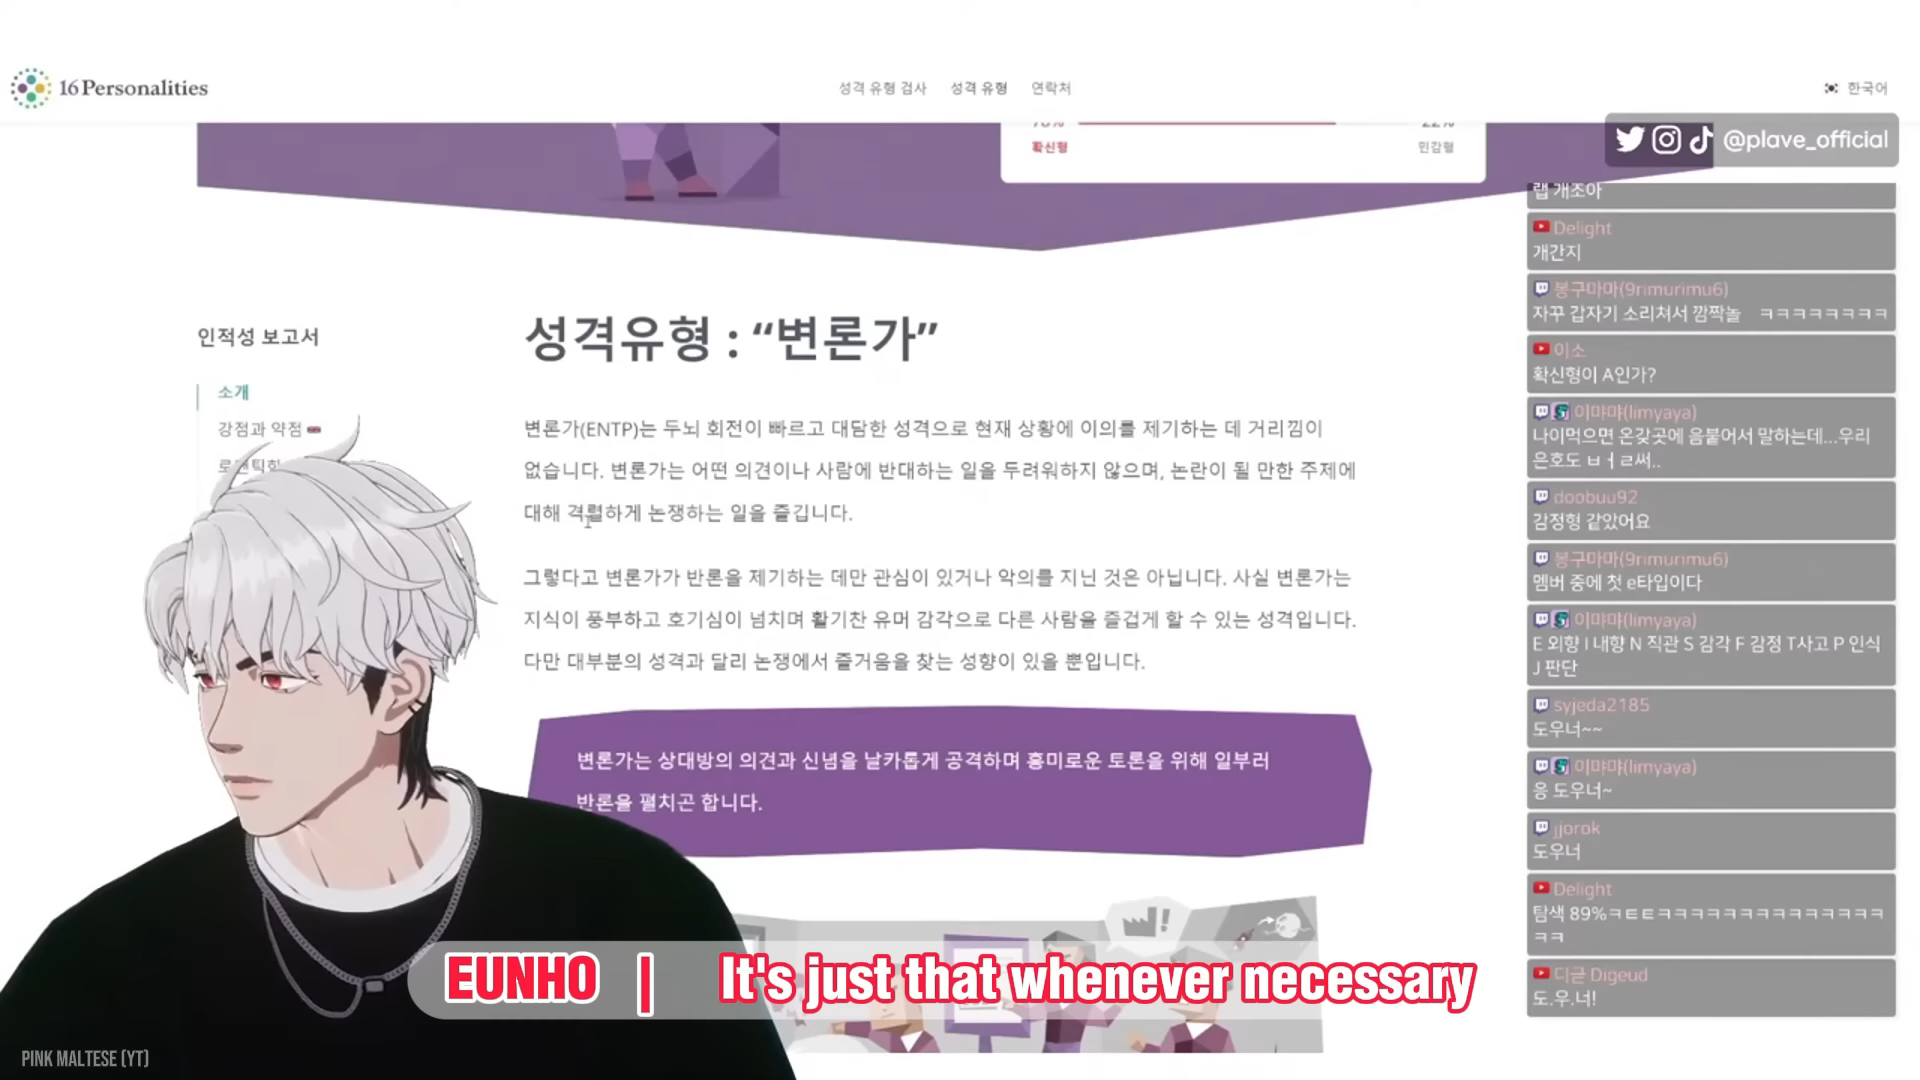 16Personalities
성격 유형 검사
성격 유형
연락처
한국어
@plave_official
78%
22%
확신형
민감형
인적성 보고서
소개
강점과 약점
성격유형 : “변론가”
변론가(ENTP)는 두뇌 회전이 빠르고 대담한 성격으로 현재 상황에 이의를 제기하는 데 거리낌이
없습니다. 변론가는 어떤 의견이나 사람에 반대하는 일을 두려워하지 않으며, 논란이 될 만한 주제에
대해 격렬하게 논쟁하는 일을 즐깁니다.
그렇다고 변론가가 반론을 제기하는 데만 관심이 있거나 악의를 지닌 것은 아닙니다. 사실 변론가는
지식이 풍부하고 호기심이 넘치며 활기찬 유머 감각으로 다른 사람을 즐겁게 할 수 있는 성격입니다.
다만 대부분의 성격과 달리 논쟁에서 즐거움을 찾는 성향이 있을 뿐입니다.
변론가는 상대방의 의견과 신념을 날카롭게 공격하며 흥미로운 토론을 위해 일부러
반론을 펼치곤 합니다.
랩 개조아
Delight
개간지
봉구마마(9rimurimu6)
자꾸 갑자기 소리쳐서 깜짝놀 ㅋㅋㅋㅋㅋㅋㅋㅋ
이소
확신형이 A인가?
이먀먀(limyaya)
나이먹으면 온갖곳에 음붙어서 말하는데...우리
은호도 ㅂㅓㄹ써..
doobuu92
감정형 같았어요
봉구마마(9rimurimu6)
멤버 중에 첫 e타입이다
이먀먀(limyaya)
E 외향 I 내향 N 직관 S 감각 F 감정 T사고 P 인식
J 판단
syjeda2185
도우너~~
이먀먀(limyaya)
응 도우너~
jjorok
도우너
Delight
탐색 89%ㅋㅌㅌㅋㅋㅋㅋㅋㅋㅋㅋㅋㅋㅋㅋㅋㅋㅋ
ㅋㅋ
디귿 Digeud
도.우.너!
EUNHO | It's just that whenever necessary
PINK MALTESE (YT)